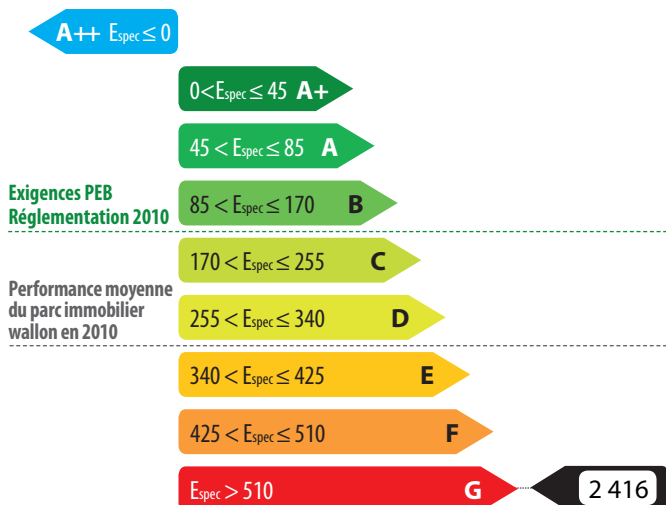 A++ Espec ≤ 0
0<Espec ≤ 45 A+
45 < Espec ≤ 85 A
Exigences PEB
Réglementation 2010
85 < Espec ≤ 170 B
170 < Espec ≤ 255 C
Performance moyenne
du parc immobilier
wallon en 2010
255 < Espec ≤ 340 D
340 < Espec ≤ 425 E
425 < Espec ≤ 510 F
Espec > 510 G
2 416